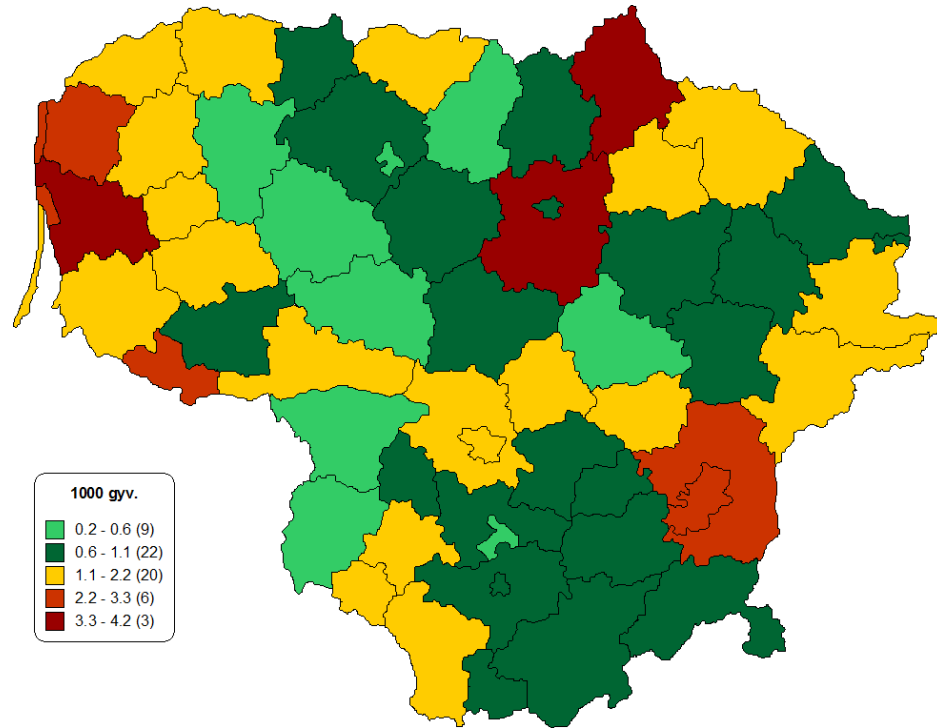 1000 gyv.
0.2 - 0.6 (9)
0.6 - 1.1 (22)
1.1 - 2.2 (20)
2.2 - 3.3 (6)
3.3 - 4.2 (3)